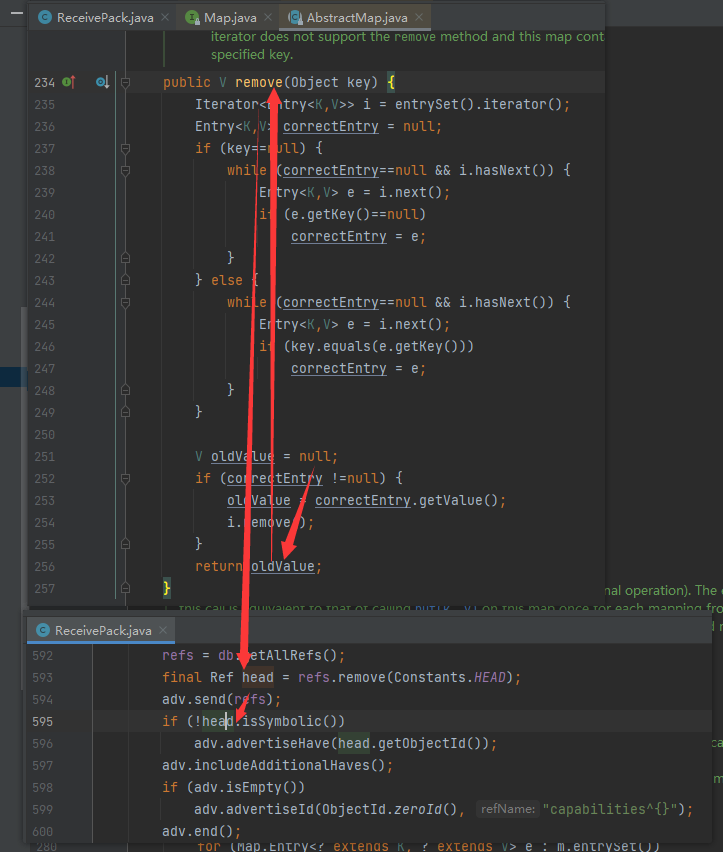 ReceivePack.java × Map.java × AbstractMap.java ×
iterator does not support the remove method and this map cont
specified key.
234 public V remove(Object key) {
235 Iterator<Entry<K,V>> i = entrySet().iterator();
236 Entry<K,V> correctEntry = null;
237 if (key==null) {
238 while (correctEntry==null && i.hasNext()) {
239 Entry<K,V> e = i.next();
240 if (e.getKey()==null)
241 correctEntry = e;
242 }
243 } else {
244 while (correctEntry==null && i.hasNext()) {
245 Entry<K,V> e = i.next();
246 if (key.equals(e.getKey()))
247 correctEntry = e;
248 }
249 }
250
251 V oldValue = null;
252 if (correctEntry !=null) {
253 oldValue = correctEntry.getValue();
254 i.remove();
255 }
256 return oldValue;
257 }
nal operation). The e
this call is equivalent to that of calling on this map once for each mapping fro
ReceivePack.java ×
592 refs = db.getAllRefs();
593 final Ref head = refs.remove(Constants.HEAD);
594 adv.send(refs);
595 if (!head.isSymbolic())
596 adv.advertiseHave(head.getObjectId());
ca
597 adv.includeAdditionalHaves();
598 if (adv.isEmpty())
m
599 adv.advertiseId(ObjectId.zeroId(), refName: "capabilities^{}");
600 adv.end();
280 for (Map.Entry<? extends K, ? extends V> e : m.entrySet())